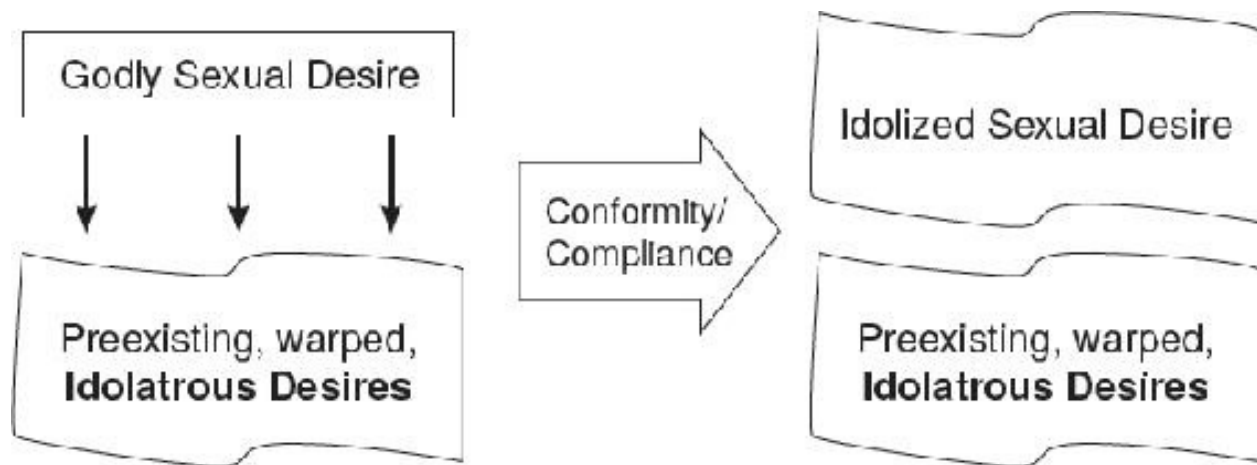 Godly Sexual Desire
Preexisting, warped,
Idolatrous Desires
Conformity/
Compliance
Idolized Sexual Desire
Preexisting, warped,
Idolatrous Desires